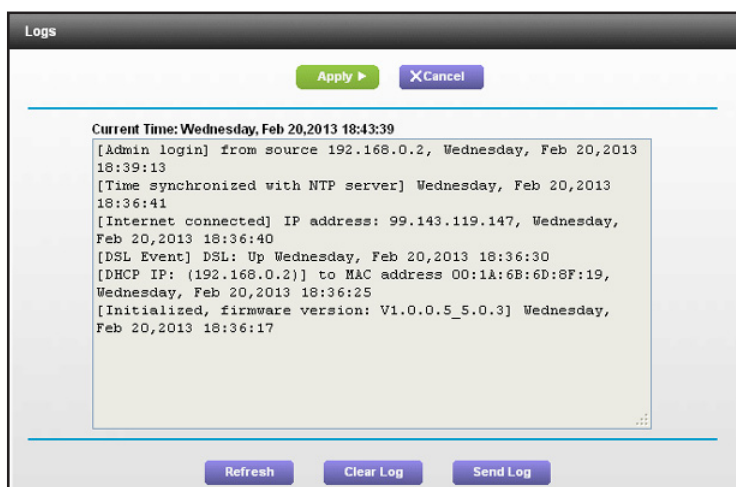 Logs
Apply
XCancel
Current Time: Wednesday, Feb 20,2013 18:43:39
[Admin login] from source 192.168.0.2, Wednesday, Feb 20,2013
18:39:13
[Time synchronized with NTP server] Wednesday, Feb 20,2013
18:36:41
[Internet connected] IP address: 99.143.119.147, Wednesday,
Feb 20,2013 18:36:40
[DSL Event] DSL: Up Wednesday, Feb 20,2013 18:36:30
[DHCP IP: (192.168.0.2)] to MAC address 00:1A:6B:6D:8F:19,
Wednesday, Feb 20,2013 18:36:25
[Initialized, firmware version: V1.0.0.5_5.0.3] Wednesday,
Feb 20,2013 18:36:17
Refresh
Clear Log
Send Log